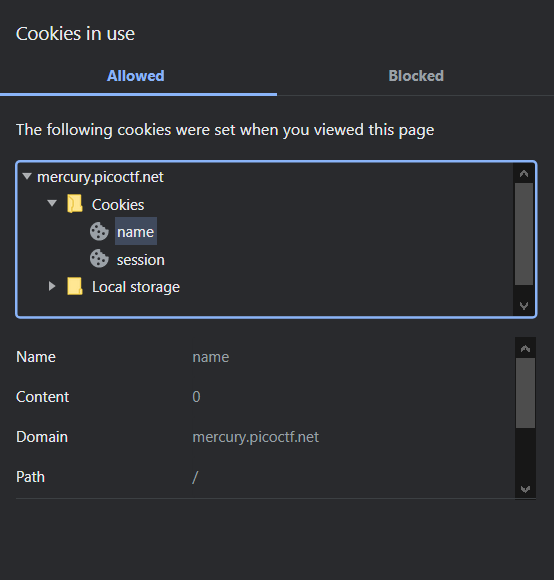 Cookies in use
Allowed Blocked
The following cookies were set when you viewed this page
mercury.picoctf.net
Cookies
name
session
Local storage
Name name
Content 0
Domain mercury.picoctf.net
Path /